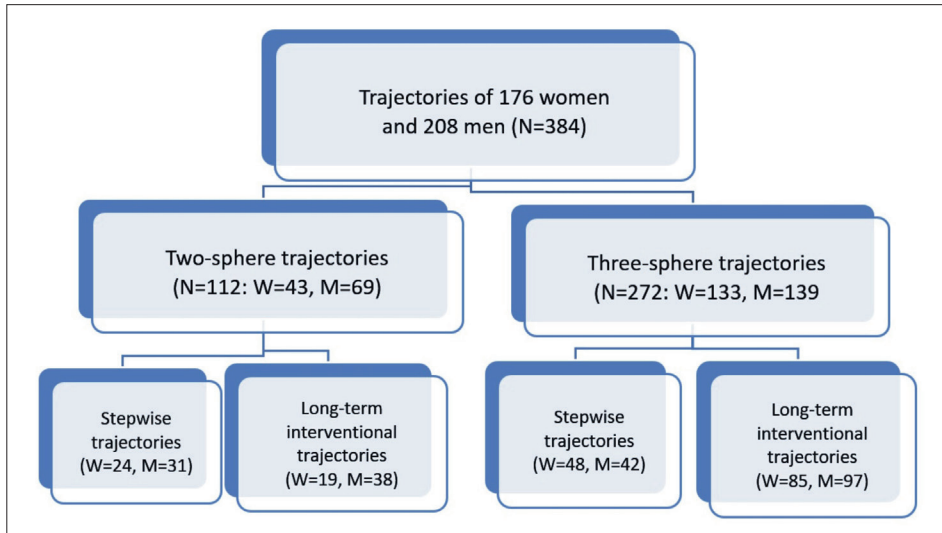 Trajectories of 176 women
and 208 men (N=384)
Two-sphere trajectories
(N=112: W=43, M=69)
Three-sphere trajectories
(N=272: W=133, M=139
Stepwise
trajectories
(W=24, M=31)
Long-term
interventional
trajectories
(W=19, M=38)
Stepwise
trajectories
(W=48, M=42)
Long-term
interventional
trajectories
(W=85, M=97)